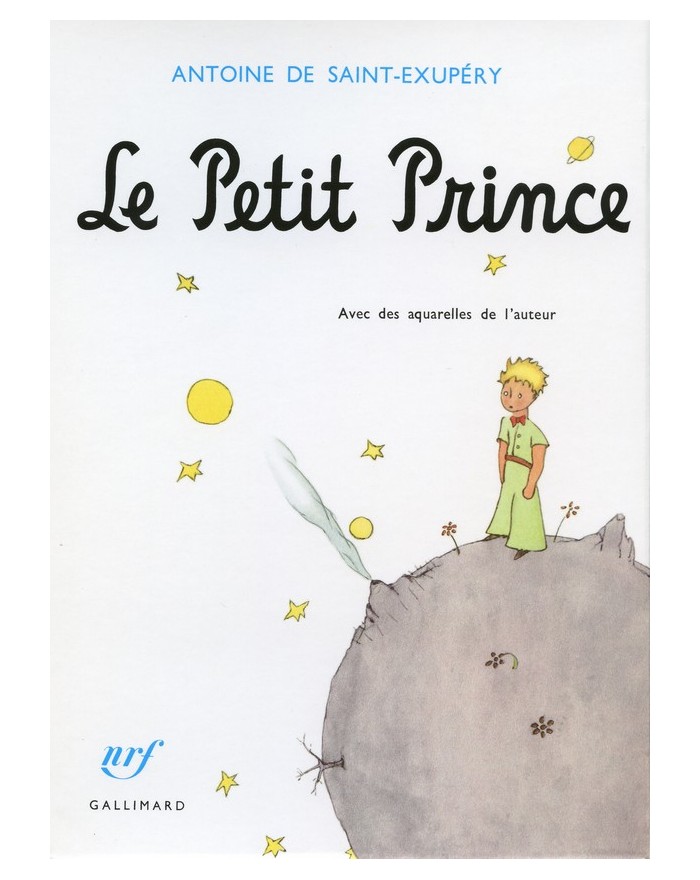 ANTOINE DE SAINT-EXUPÉRY
Le Petit Prince
Avec des aquarelles de l'auteur
nrf
GALLIMARD